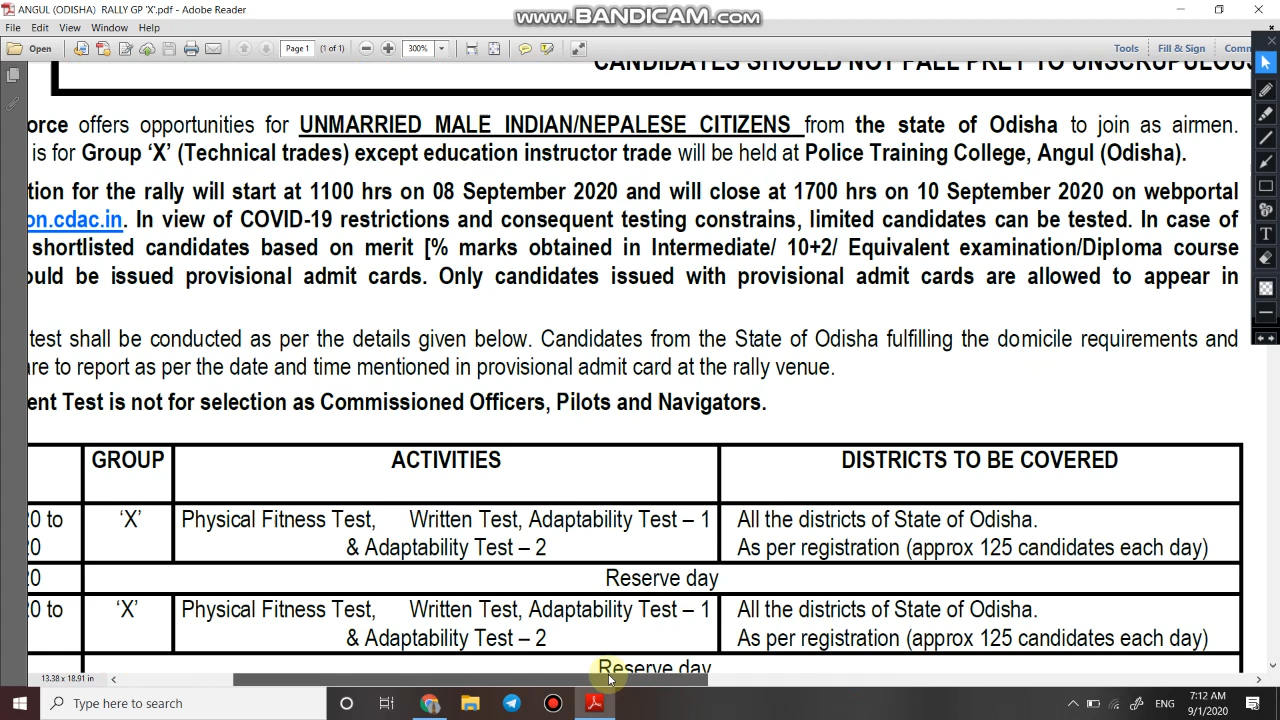 ANGUL (ODISHA) RALLY GP 'X'.pdf - Adobe Reader
www.BANDICAM.com
File Edit View Window Help
Open Page 1 (1 of 1) 300% Tools Fill & Sign Comm
CANDIDATES SHOULD NOT FALL PREY TO UNSCRUPULOUS
orce offers opportunities for UNMARRIED MALE INDIAN/NEPALESE CITIZENS from the state of Odisha to join as airmen.
is for Group ‘X’ (Technical trades) except education instructor trade will be held at Police Training College, Angul (Odisha).
tion for the rally will start at 1100 hrs on 08 September 2020 and will close at 1700 hrs on 10 September 2020 on webportal
on.cdac.in. In view of COVID-19 restrictions and consequent testing constrains, limited candidates can be tested. In case of
shortlisted candidates based on merit [% marks obtained in Intermediate/ 10+2/ Equivalent examination/Diploma course
ould be issued provisional admit cards. Only candidates issued with provisional admit cards are allowed to appear in
test shall be conducted as per the details given below. Candidates from the State of Odisha fulfilling the domicile requirements and
are to report as per the date and time mentioned in provisional admit card at the rally venue.
ent Test is not for selection as Commissioned Officers, Pilots and Navigators.
GROUP ACTIVITIES DISTRICTS TO BE COVERED
20 to ‘X’ Physical Fitness Test, Written Test, Adaptability Test – 1 All the districts of State of Odisha.
20 & Adaptability Test – 2 As per registration (approx 125 candidates each day)
20 Reserve day
20 to ‘X’ Physical Fitness Test, Written Test, Adaptability Test – 1 All the districts of State of Odisha.
& Adaptability Test – 2 As per registration (approx 125 candidates each day)
Reserve day
13.38 x 18.91 in
Type here to search ENG 7:12 AM
9/1/2020